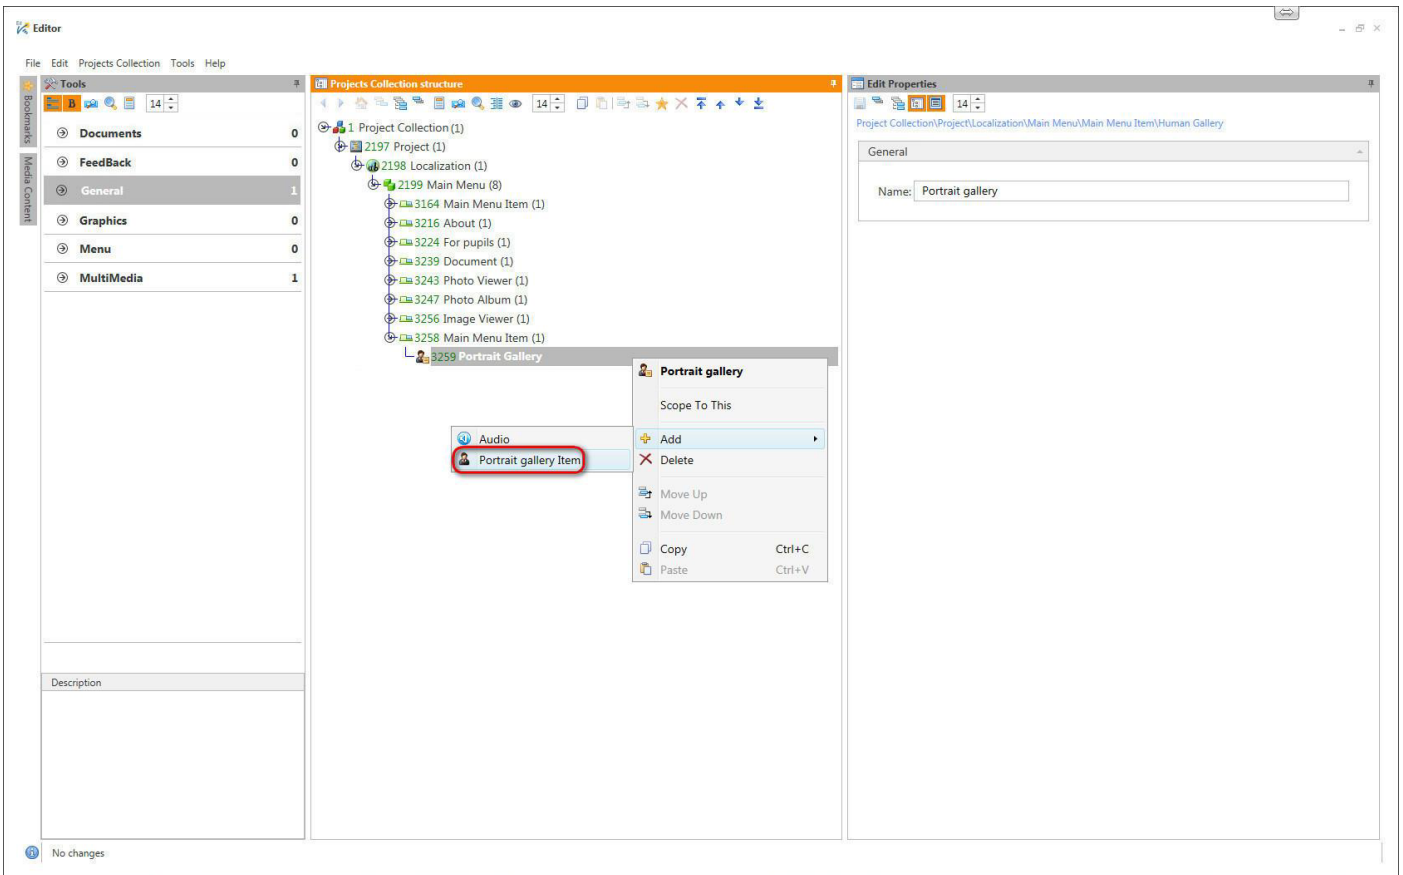 Editor
File Edit Projects Collection Tools Help
Bookmarks
Media Content
Tools
B 14
Documents 0
FeedBack 0
General 1
Graphics 0
Menu 0
MultiMedia 1
Description
Projects Collection structure
14
1 Project Collection (1)
2197 Project (1)
2198 Localization (1)
2199 Main Menu (8)
3164 Main Menu Item (1)
3216 About (1)
3224 For pupils (1)
3239 Document (1)
3243 Photo Viewer (1)
3247 Photo Album (1)
3256 Image Viewer (1)
3258 Main Menu Item (1)
3259 Portrait Gallery
Portrait gallery
Scope To This
Add
Delete
Move Up
Move Down
Copy Ctrl+C
Paste Ctrl+V
Audio
Portrait gallery Item
Edit Properties
14
Project Collection\Project\Localization\Main Menu\Main Menu Item\Human Gallery
General
Name: Portrait gallery
No changes